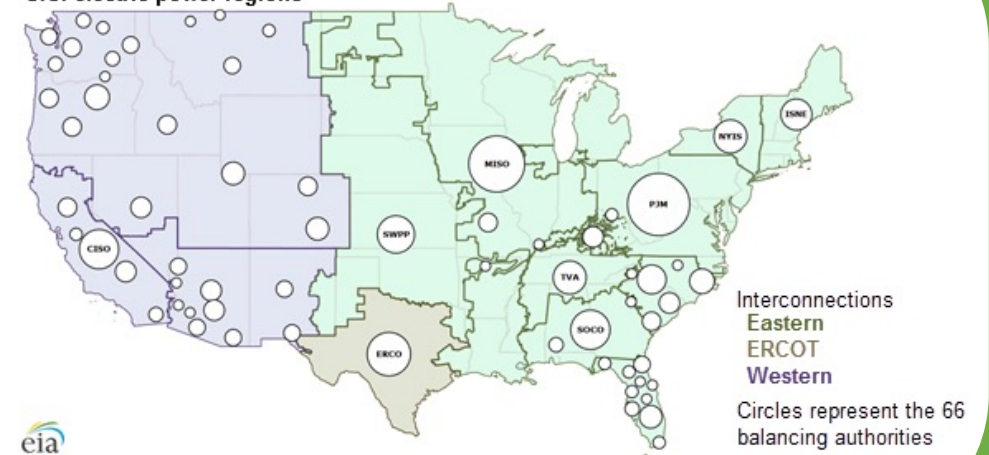 U.S. electric power regions
ISNE
NYIS
MISO
PJM
SWPP
CISO
TVA
SOCO
ERCO
Interconnections
Eastern
ERCOT
Western
Circles represent the 66
balancing authorities
eia